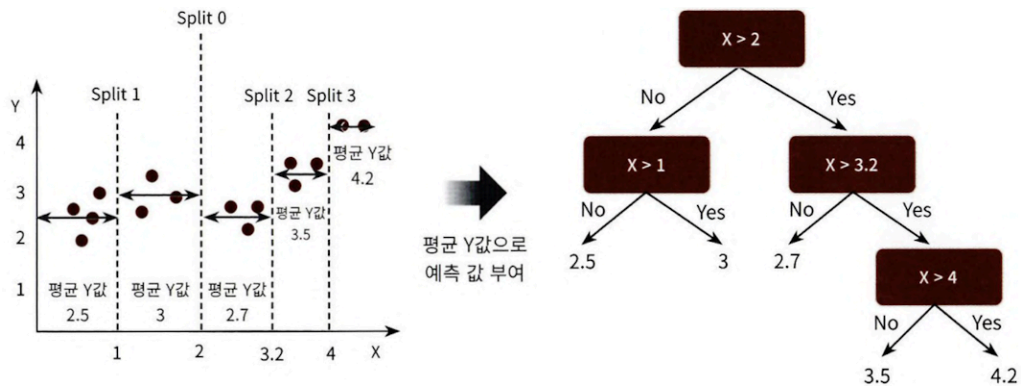 Split 0
Split 1
Split 2 Split 3
Y
4
3
2
1
평균 Y값
4.2
평균 Y값
3.5
평균 Y값
2.5
평균 Y값
3
평균 Y값
2.7
1 2 3.2 4 X
평균 Y값으로
예측 값 부여
X > 2
No Yes
X > 1 X > 3.2
No Yes No Yes
2.5 3 2.7
X > 4
No Yes
3.5 4.2